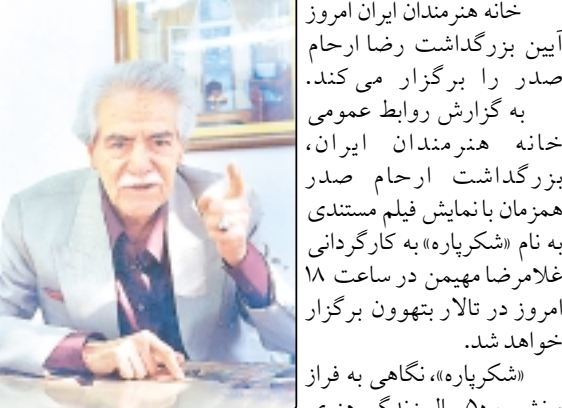 خانه هنرمندان ایران امروز
آیین بزرگداشت رضا ارحام
صدر را برگزار می‌کند.
به گزارش روابط عمومی
خانه هنرمندان ایران،
بزرگداشت ارحام صدر
همزمان با نمایش فیلم مستندی
به نام «شکرپاره» به کارگردانی
غلامرضا مهیمن در ساعت ۱۸
امروز در تالار بتهوون برگزار
خواهد شد.
«شکرپاره»، نگاهی به فراز